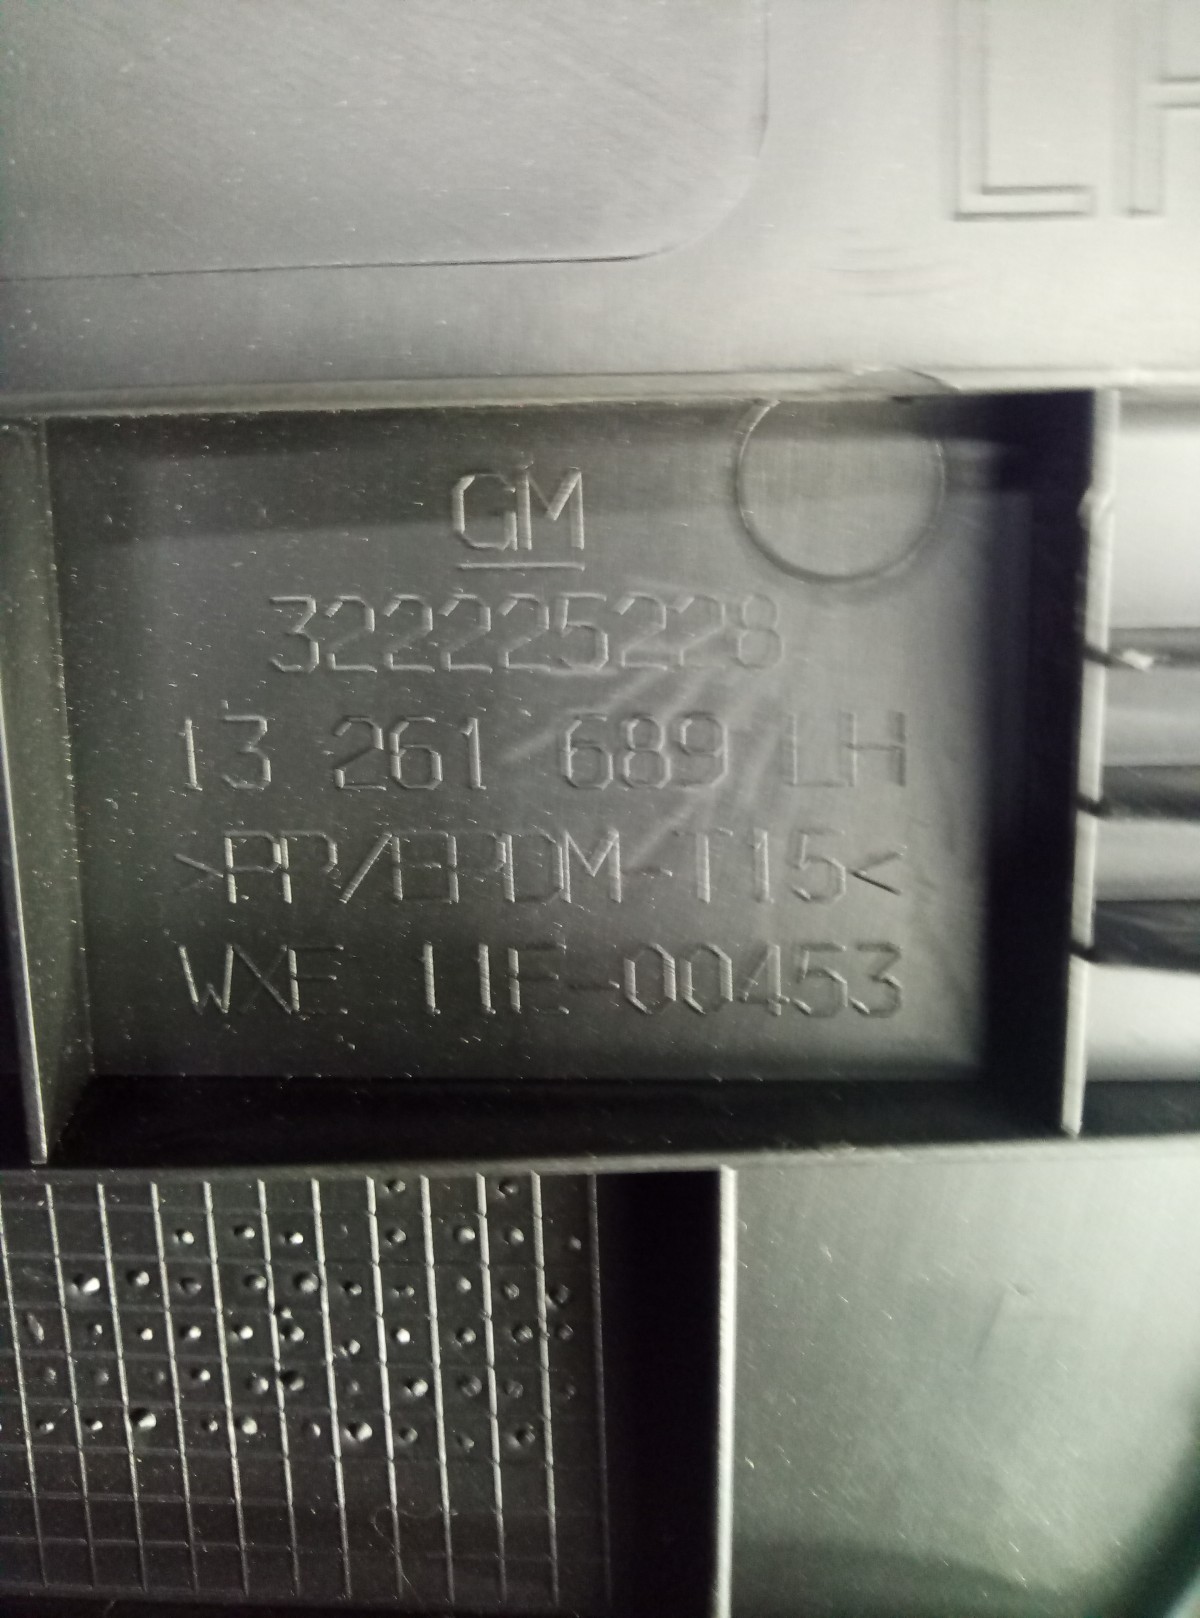 GM
322225228
13 261 689 LH
>PP/EPDM-T15<
WXE 11E-00453